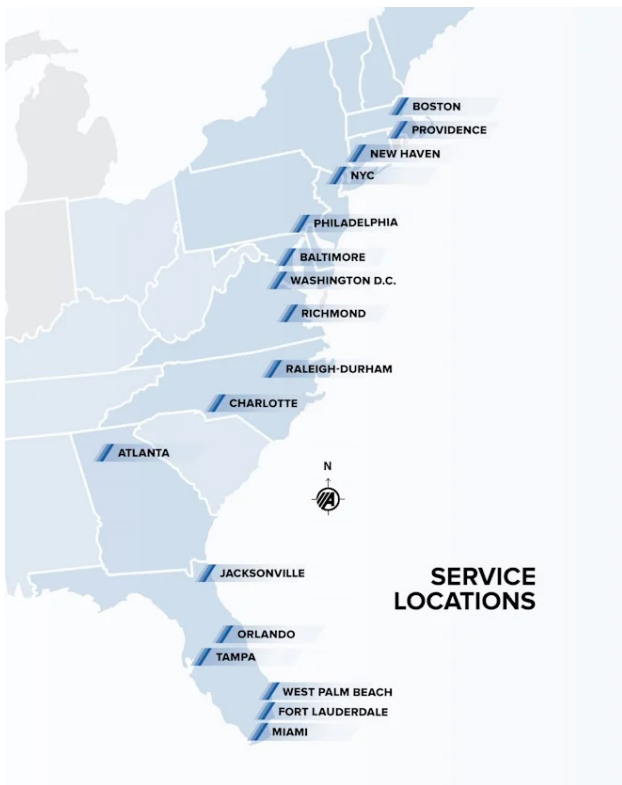 BOSTON
PROVIDENCE
NEW HAVEN
NYC
PHILADELPHIA
BALTIMORE
WASHINGTON D.C.
RICHMOND
RALEIGH-DURHAM
CHARLOTTE
ATLANTA
N
JACKSONVILLE
SERVICE
LOCATIONS
ORLANDO
TAMPA
WEST PALM BEACH
FORT LAUDERDALE
MIAMI